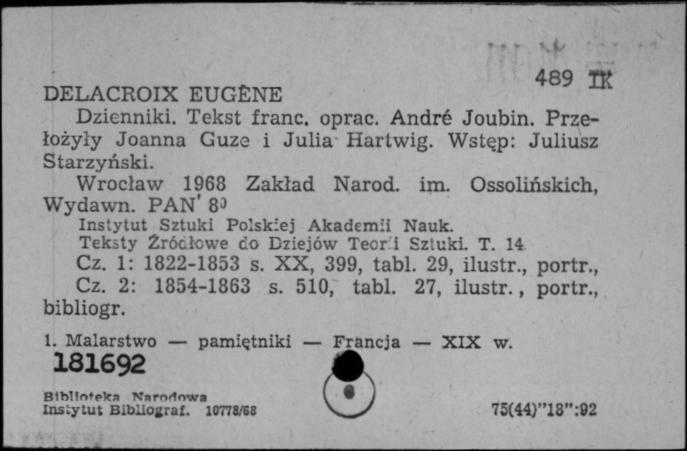 489 IK
DELACROIX EUGÈNE
Dzienniki. Tekst franc. oprac. André Joubin. Prze-
łożyły Joanna Guze i Julia Hartwig. Wstęp: Juliusz
Starzyński.
Wrocław 1968 Zakład Narod. im. Ossolińskich,
Wydawn. PAN 8⁰
Instytut Sztuki Polskiej Akademii Nauk.
Teksty Źródłowe do Dziejów Teorii Sztuki. T. 14
Cz. 1: 1822-1853 s. XX, 399, tabl. 29, ilustr., portr.,
Cz. 2: 1854-1863 s. 510, tabl. 27, ilustr., portr.,
bibliogr.
1. Malarstwo — pamiętniki — Francja — XIX w.
181692
Biblioteka Narodowa
Instytut Bibliograf. 10778/68
75(44)"18":92